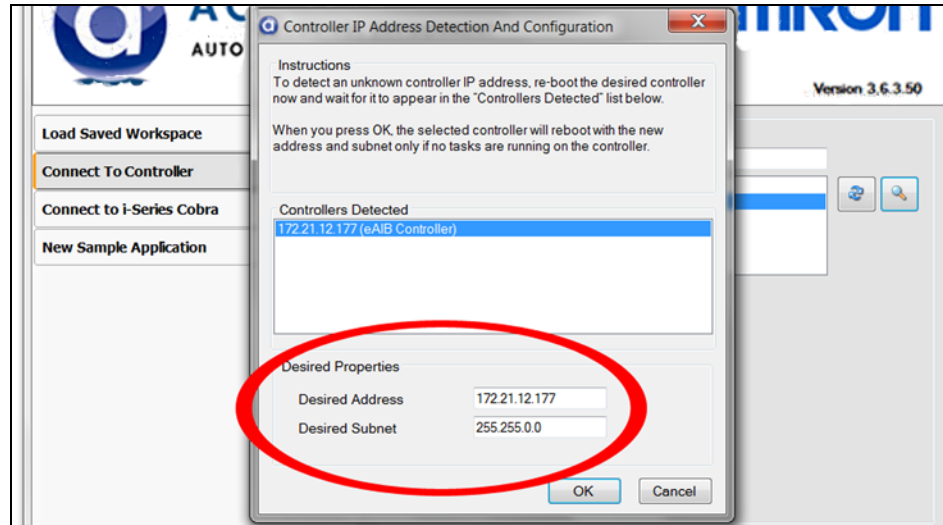 AUTO
Version 3.6.3.50
Load Saved Workspace
Connect To Controller
Connect to i-Series Cobra
New Sample Application
Controller IP Address Detection And Configuration
Instructions
To detect an unknown controller IP address, re-boot the desired controller
now and wait for it to appear in the "Controllers Detected" list below.
When you press OK, the selected controller will reboot with the new
address and subnet only if no tasks are running on the controller.
Controllers Detected
172.21.12.177 (eAIB Controller)
Desired Properties
Desired Address 172.21.12.177
Desired Subnet 255.255.0.0
OK Cancel